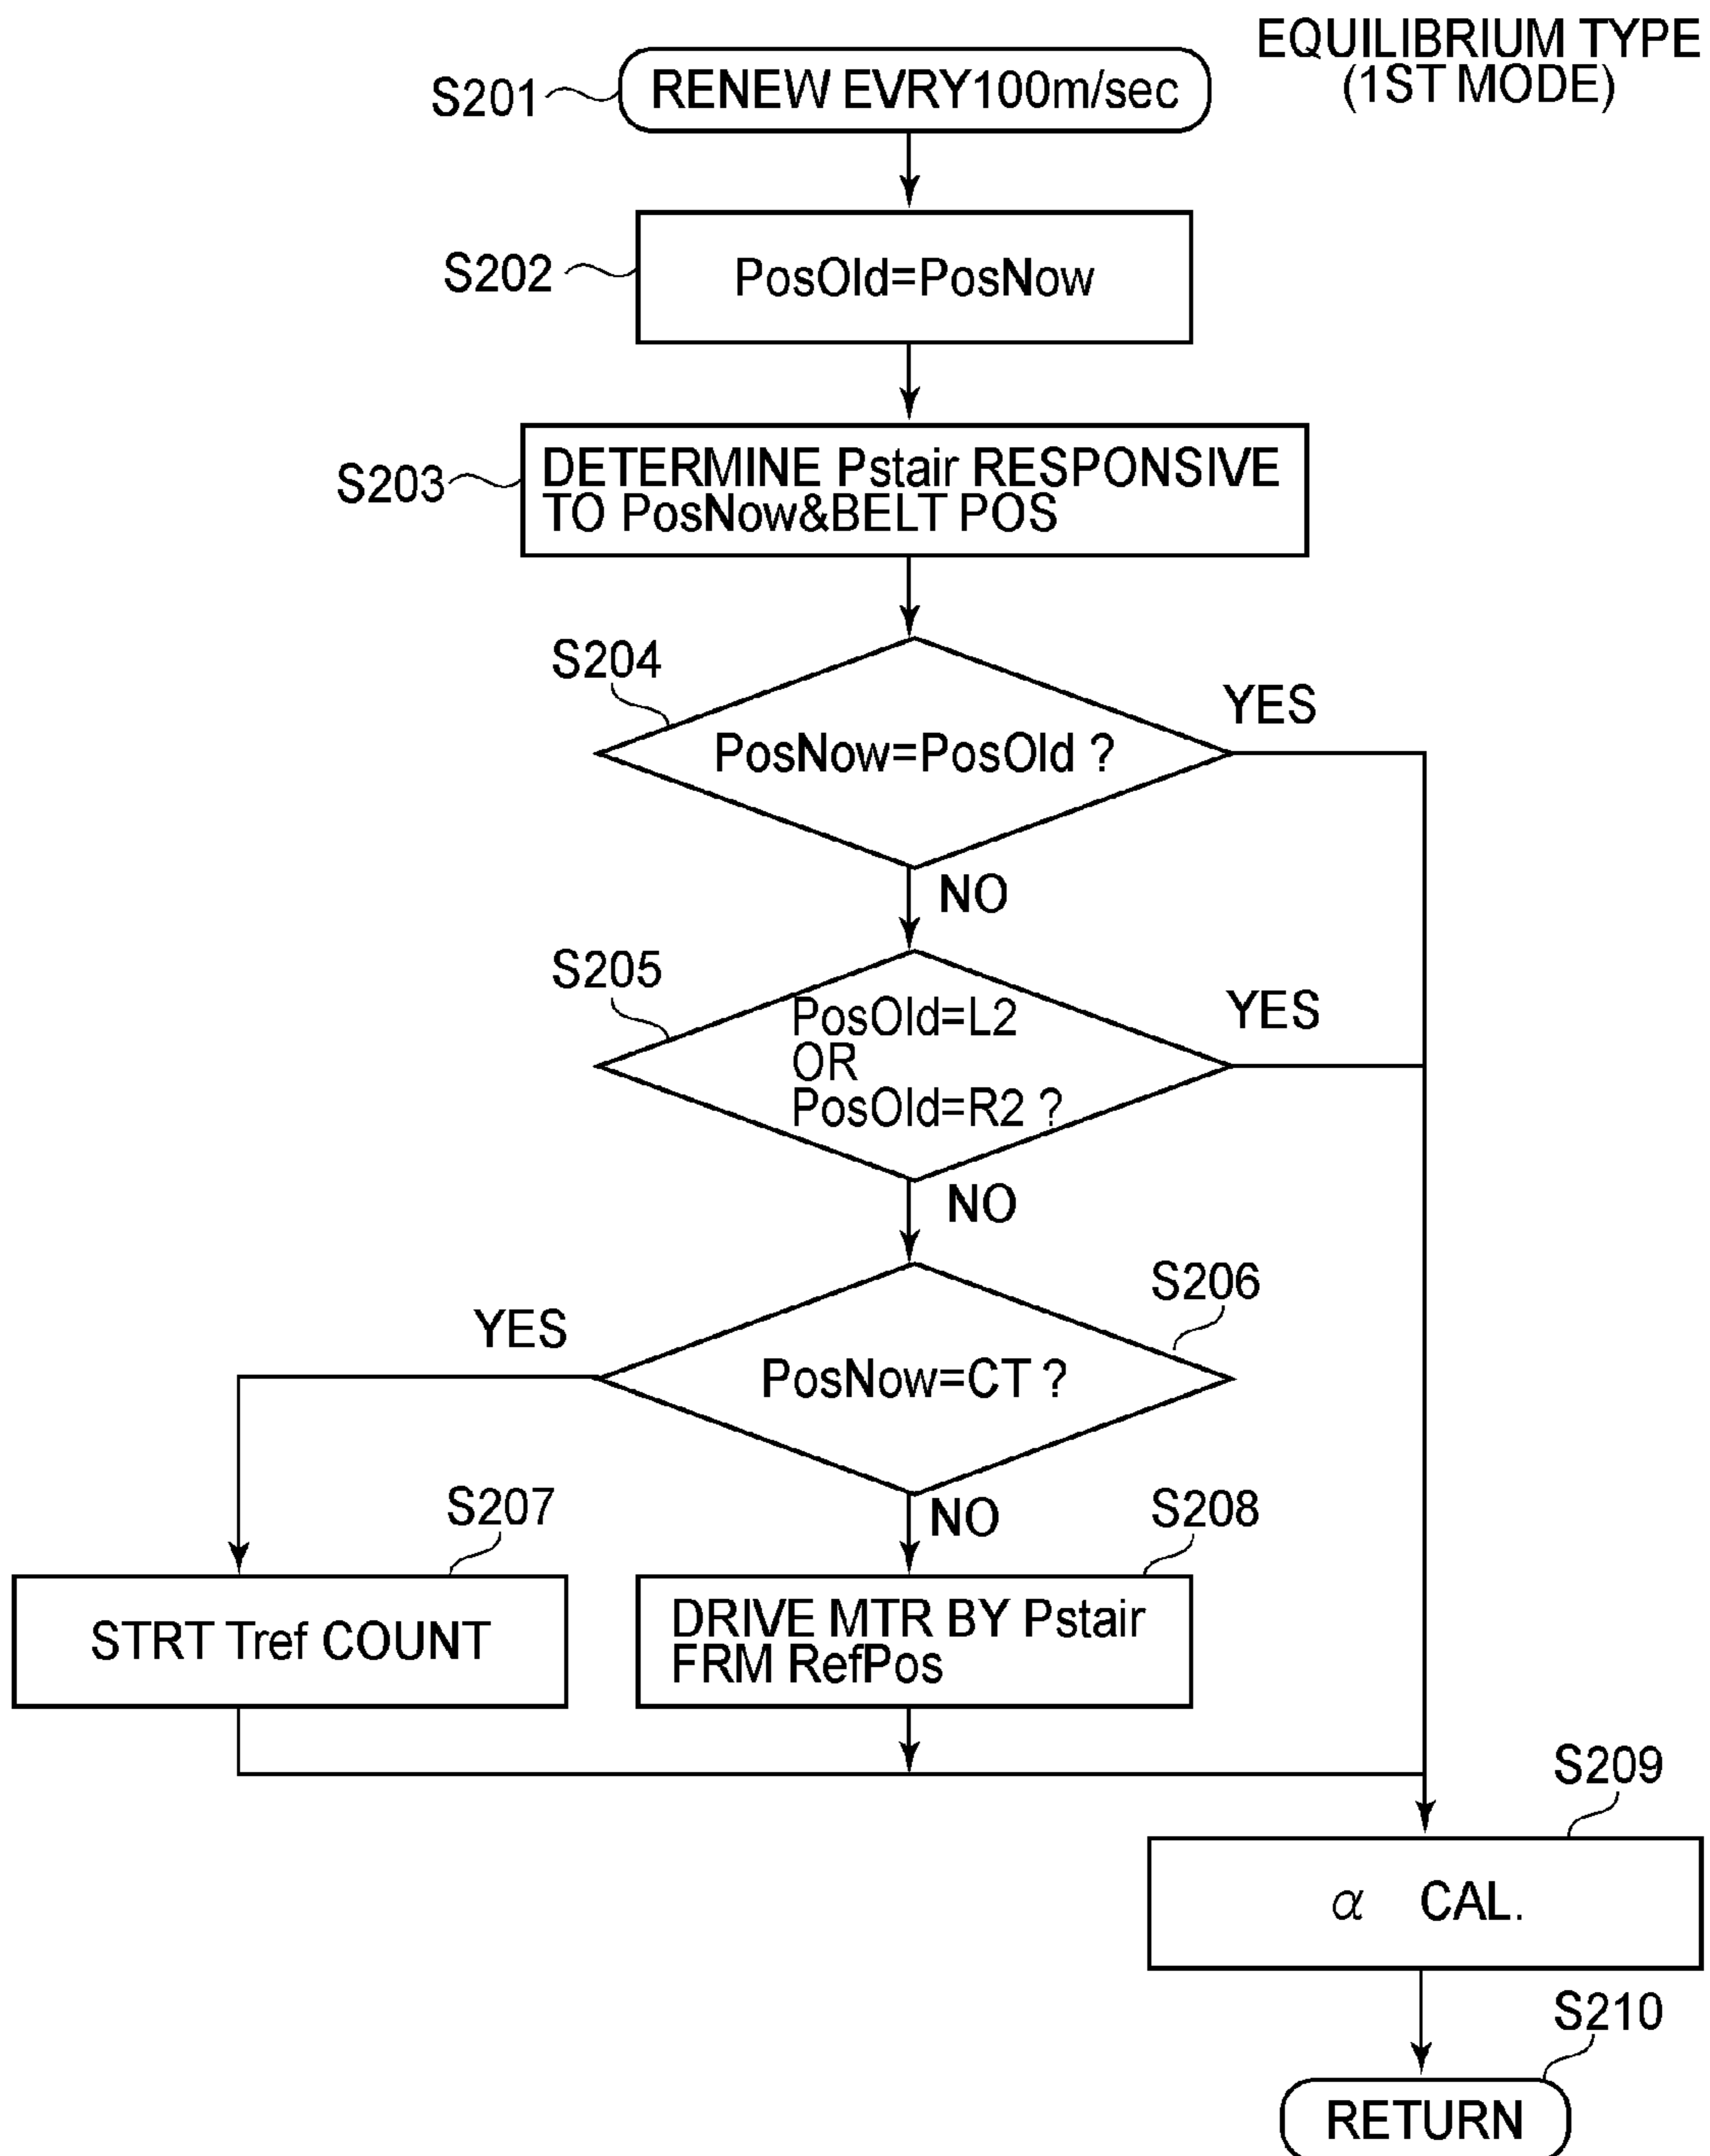 EQUILIBRIUM TYPE
(1ST MODE)
S201
RENEW EVRY100m/sec
S202
PosOld=PosNow
S203
DETERMINE Pstair RESPONSIVE
TO PosNow&BELT POS
S204
PosNow=PosOld ?
YES
NO
S205
PosOld=L2
OR
PosOld=R2 ?
YES
NO
S206
PosNow=CT ?
YES
NO
S207
STRT Tref COUNT
S208
DRIVE MTR BY Pstair
FRM RefPos
S209
α CAL.
S210
RETURN